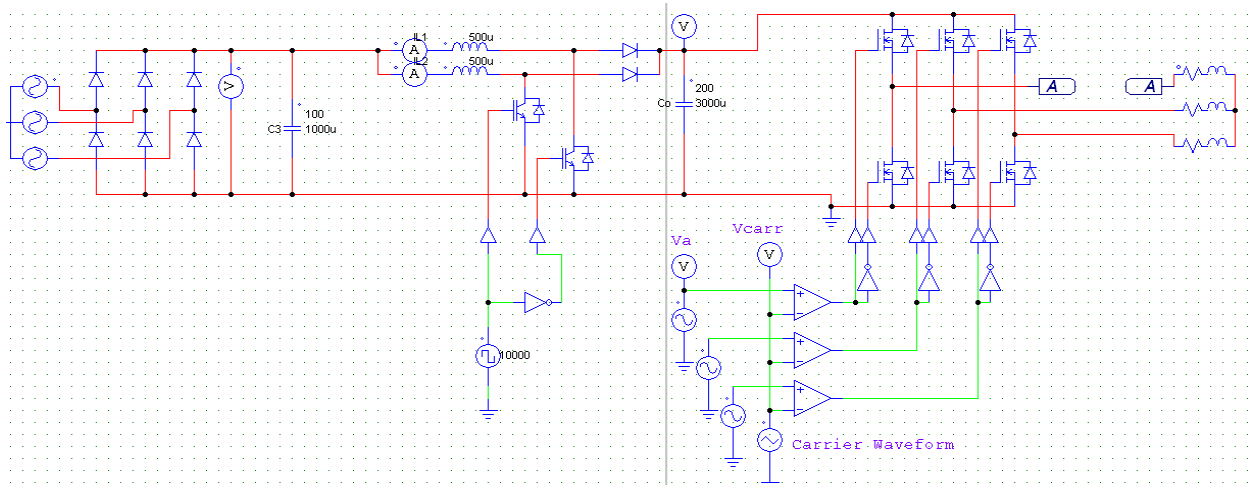 V
IL1
500u
A
IL2
500u
A
A
A
V
100
C3
1000u
200
Co
3000u
Va
Vcarr
V
V
10000
Carrier Waveform